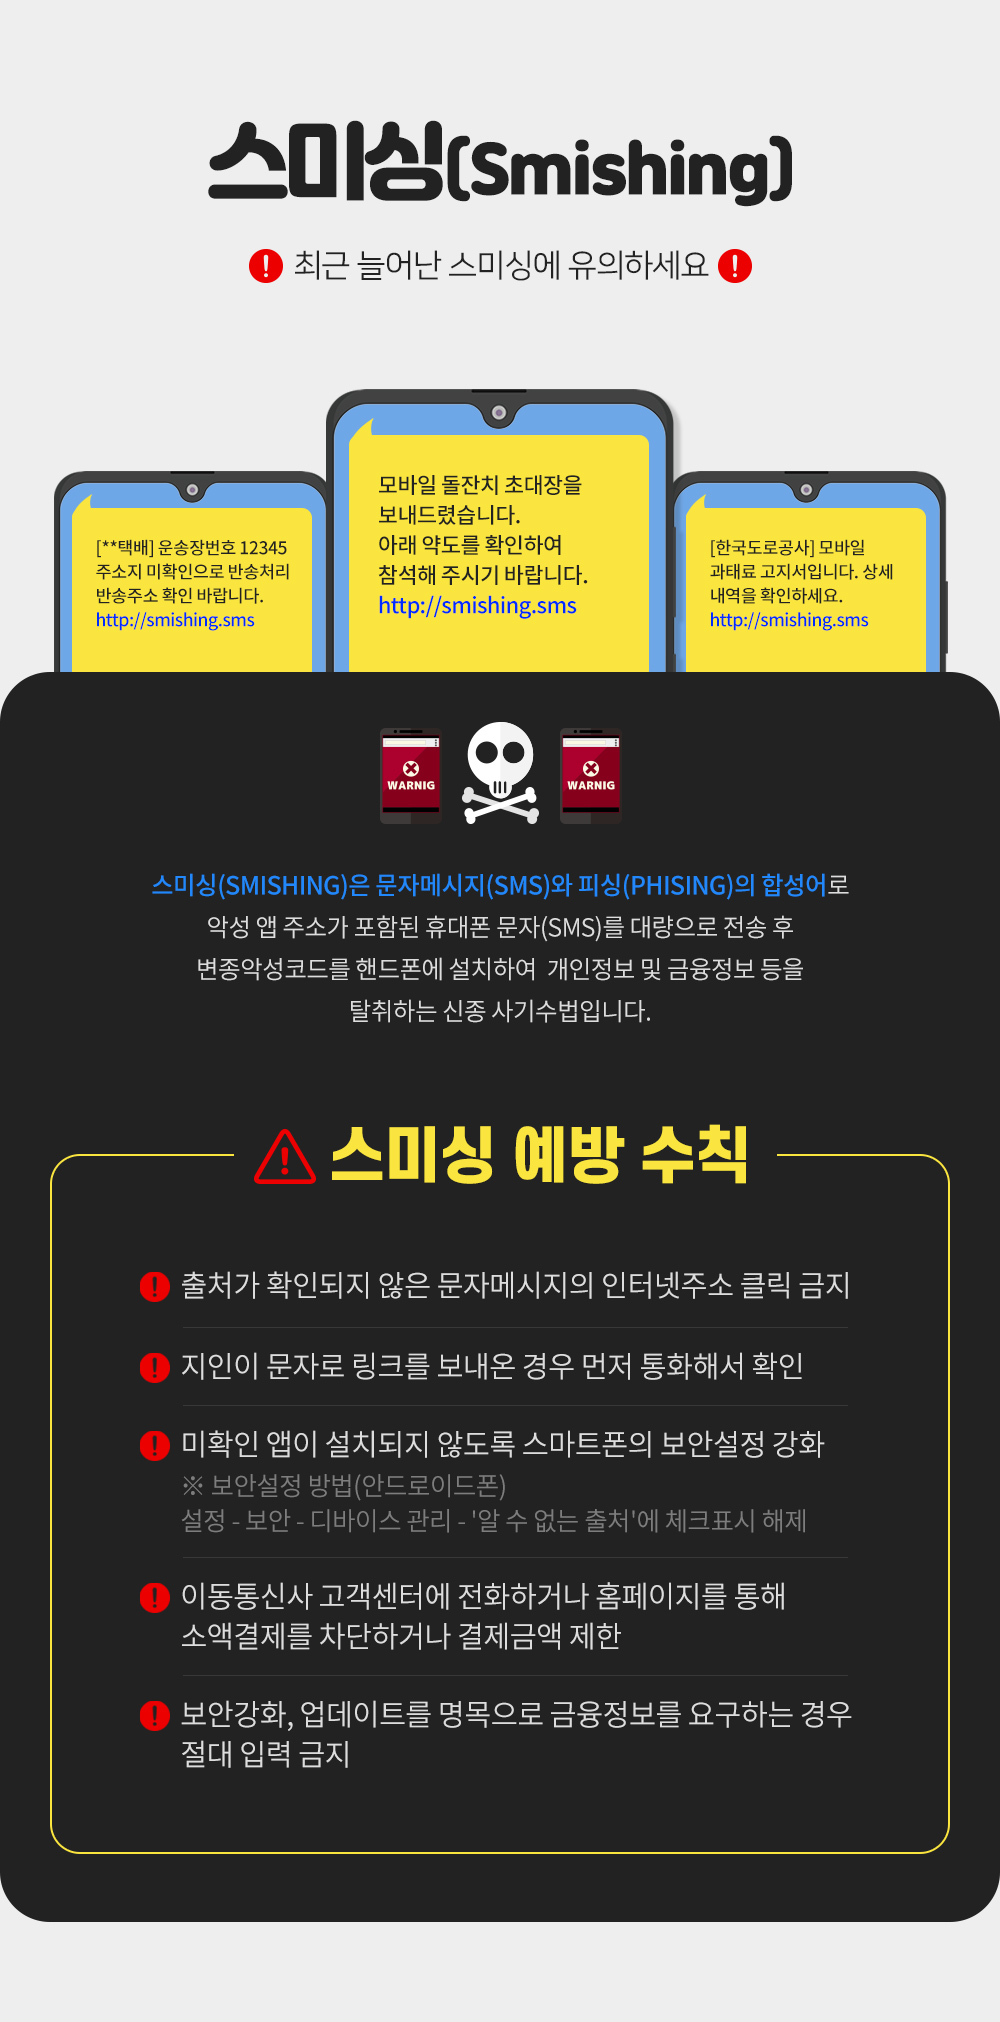 스미싱(Smishing)
최근 늘어난 스미싱에 유의하세요
[**택배] 운송장번호 12345
주소지 미확인으로 반송처리
반송주소 확인 바랍니다.
http://smishing.sms
모바일 돌잔치 초대장을
보내드렸습니다.
아래 약도를 확인하여
참석해 주시기 바랍니다.
http://smishing.sms
[한국도로공사] 모바일
과태료 고지서입니다. 상세
내역을 확인하세요.
http://smishing.sms
WARNIG
WARNIG
스미싱(SMISHING)은 문자메시지(SMS)와 피싱(PHISING)의 합성어로
악성 앱 주소가 포함된 휴대폰 문자(SMS)를 대량으로 전송 후
변종악성코드를 핸드폰에 설치하여 개인정보 및 금융정보 등을
탈취하는 신종 사기수법입니다.
스미싱 예방 수칙
출처가 확인되지 않은 문자메시지의 인터넷주소 클릭 금지
지인이 문자로 링크를 보내온 경우 먼저 통화해서 확인
미확인 앱이 설치되지 않도록 스마트폰의 보안설정 강화
※ 보안설정 방법(안드로이드폰)
설정 - 보안 - 디바이스 관리 - '알 수 없는 출처'에 체크표시 해제
이동통신사 고객센터에 전화하거나 홈페이지를 통해
소액결제를 차단하거나 결제금액 제한
보안강화, 업데이트를 명목으로 금융정보를 요구하는 경우
절대 입력 금지